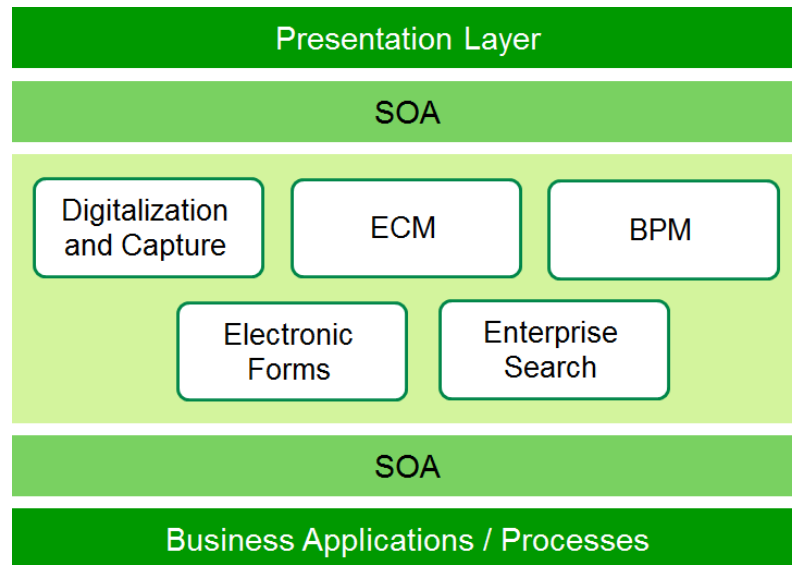 Presentation Layer
SOA
Digitalization
and Capture
ECM
BPM
Electronic
Forms
Enterprise
Search
SOA
Business Applications / Processes